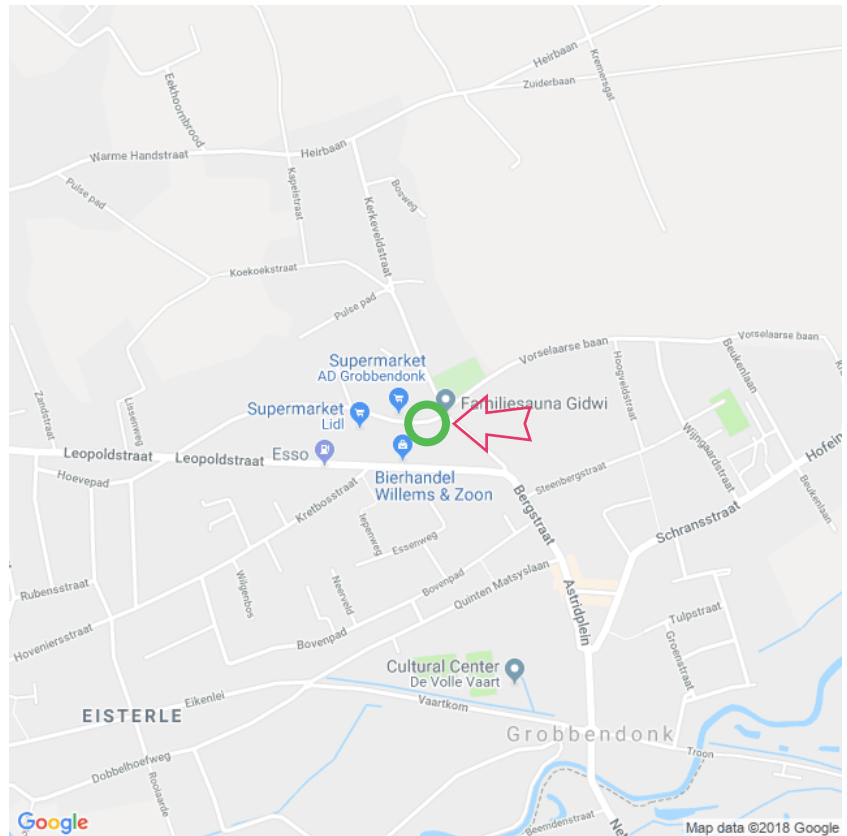 Heirbaan
Zuiderbaan
Kremersgat
Eekhoornbrood
Warme Handstraat
Heirbaan
Pulse pad
Kapelstraat
Bosweg
Kerkeveldstraat
Koekoekstraat
Pulse pad
Vorselaarse baan
Vorselaarse baan
Hoogveldstraat
Beukenlaan
Supermarket
AD Grobbendonk
Familiesauna Gidwi
Supermarket
Lidl
Zandstraat
Lissenweg
Leopoldstraat
Leopoldstraat
Esso
Hoevepad
Bierhandel
Willems & Zoon
Kretbosstraat
Steenbergstraat
Wijngaardstraat
Hofein
Beukenlaan
Bergstraat
Schransstraat
Iepenweg
Essenweg
Bovenpad
Quinten Matsyslaan
Astridplein
Rubensstraat
Wilgenbos
Neerveld
Hoveniersstraat
Bovenpad
Tulpstraat
Groenstraat
Cultural Center
De Volle Vaart
Eikenlei
Vaartkom
EISTERLE
Grobbendonk
Troon
Dobbelhoefweg
Roolaarde
Beemdenstraat
Google
Map data ©2018 Google